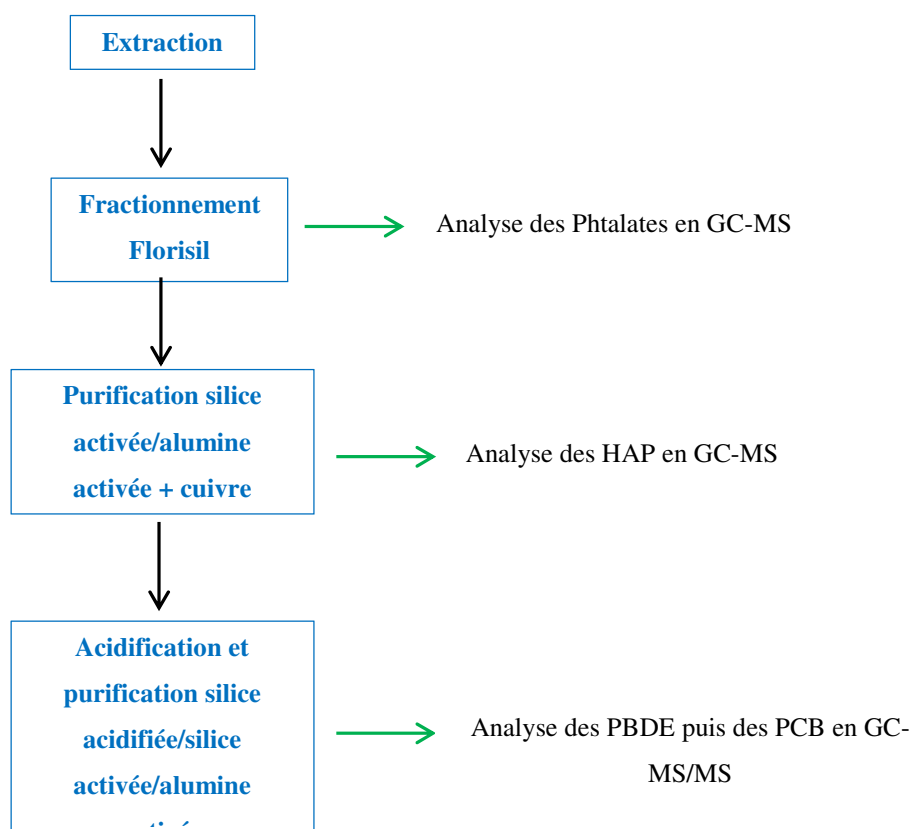 Extraction
Fractionnement
Florisil
Analyse des Phtalates en GC-MS
Purification silice
activée/alumine
activée + cuivre
Analyse des HAP en GC-MS
Acidification et
purification silice
acidifiée/silice
activée/alumine
Analyse des PBDE puis des PCB en GC-
MS/MS